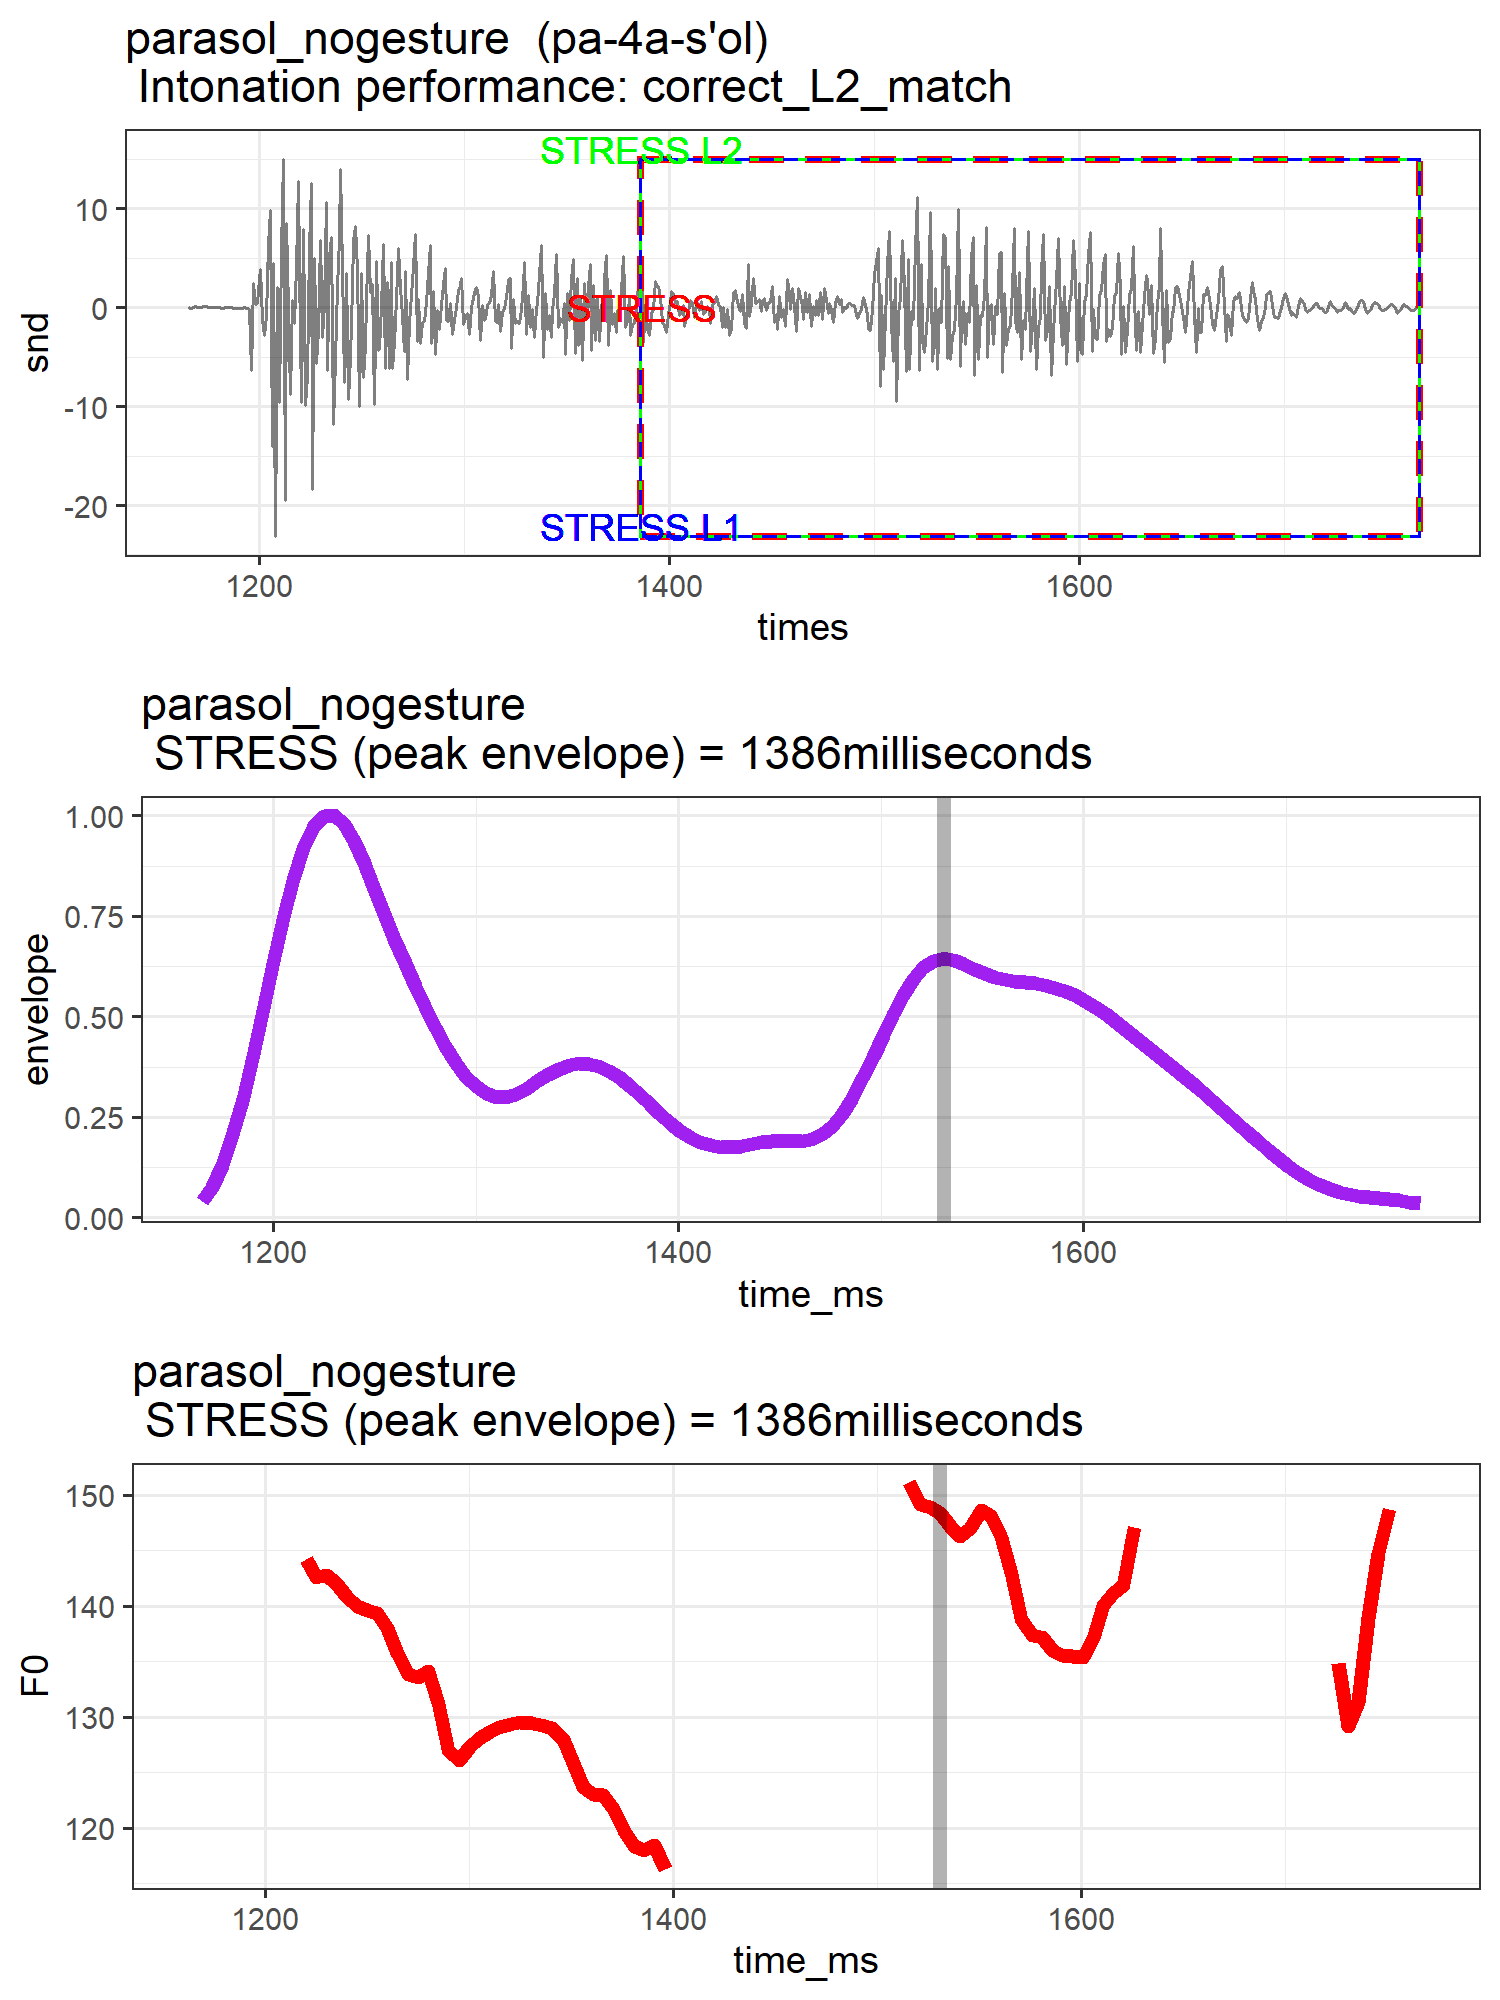 parasol_nogesture  (pa-4a-s'ol)
Intonation performance: correct_L2_match
STRESS L2
10
0
-10
-20
snd
STRESS
STRESS L1
1200
1400
1600
times
parasol_nogesture
STRESS (peak envelope) = 1386milliseconds
1.00
0.75
0.50
0.25
0.00
envelope
1200
1400
1600
time_ms
parasol_nogesture
STRESS (peak envelope) = 1386milliseconds
150
140
130
120
F0
1200
1400
1600
time_ms